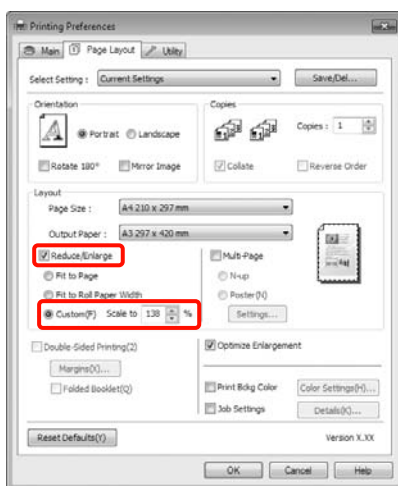 Printing Preferences
Main Page Layout Utility
Select Setting : Current Settings Save/Del...
Orientation
A Portrait Landscape
Rotate 180° Mirror Image
Copies
Copies : 1
Collate Reverse Order
Layout
Page Size : A4 210 x 297 mm
Output Paper : A3 297 x 420 mm
Reduce/Enlarge
Fit to Page
Fit to Roll Paper Width
Custom(F) Scale to 138 %
Multi-Page
N-up
Poster(N)
Settings...
Double-Sided Printing(2)
Margins(X)...
Folded Booklet(Q)
Optimize Enlargement
Print Bckg Color Color Settings(H)...
Job Settings Details(K)...
Reset Defaults(Y) Version X.XX
OK Cancel Help